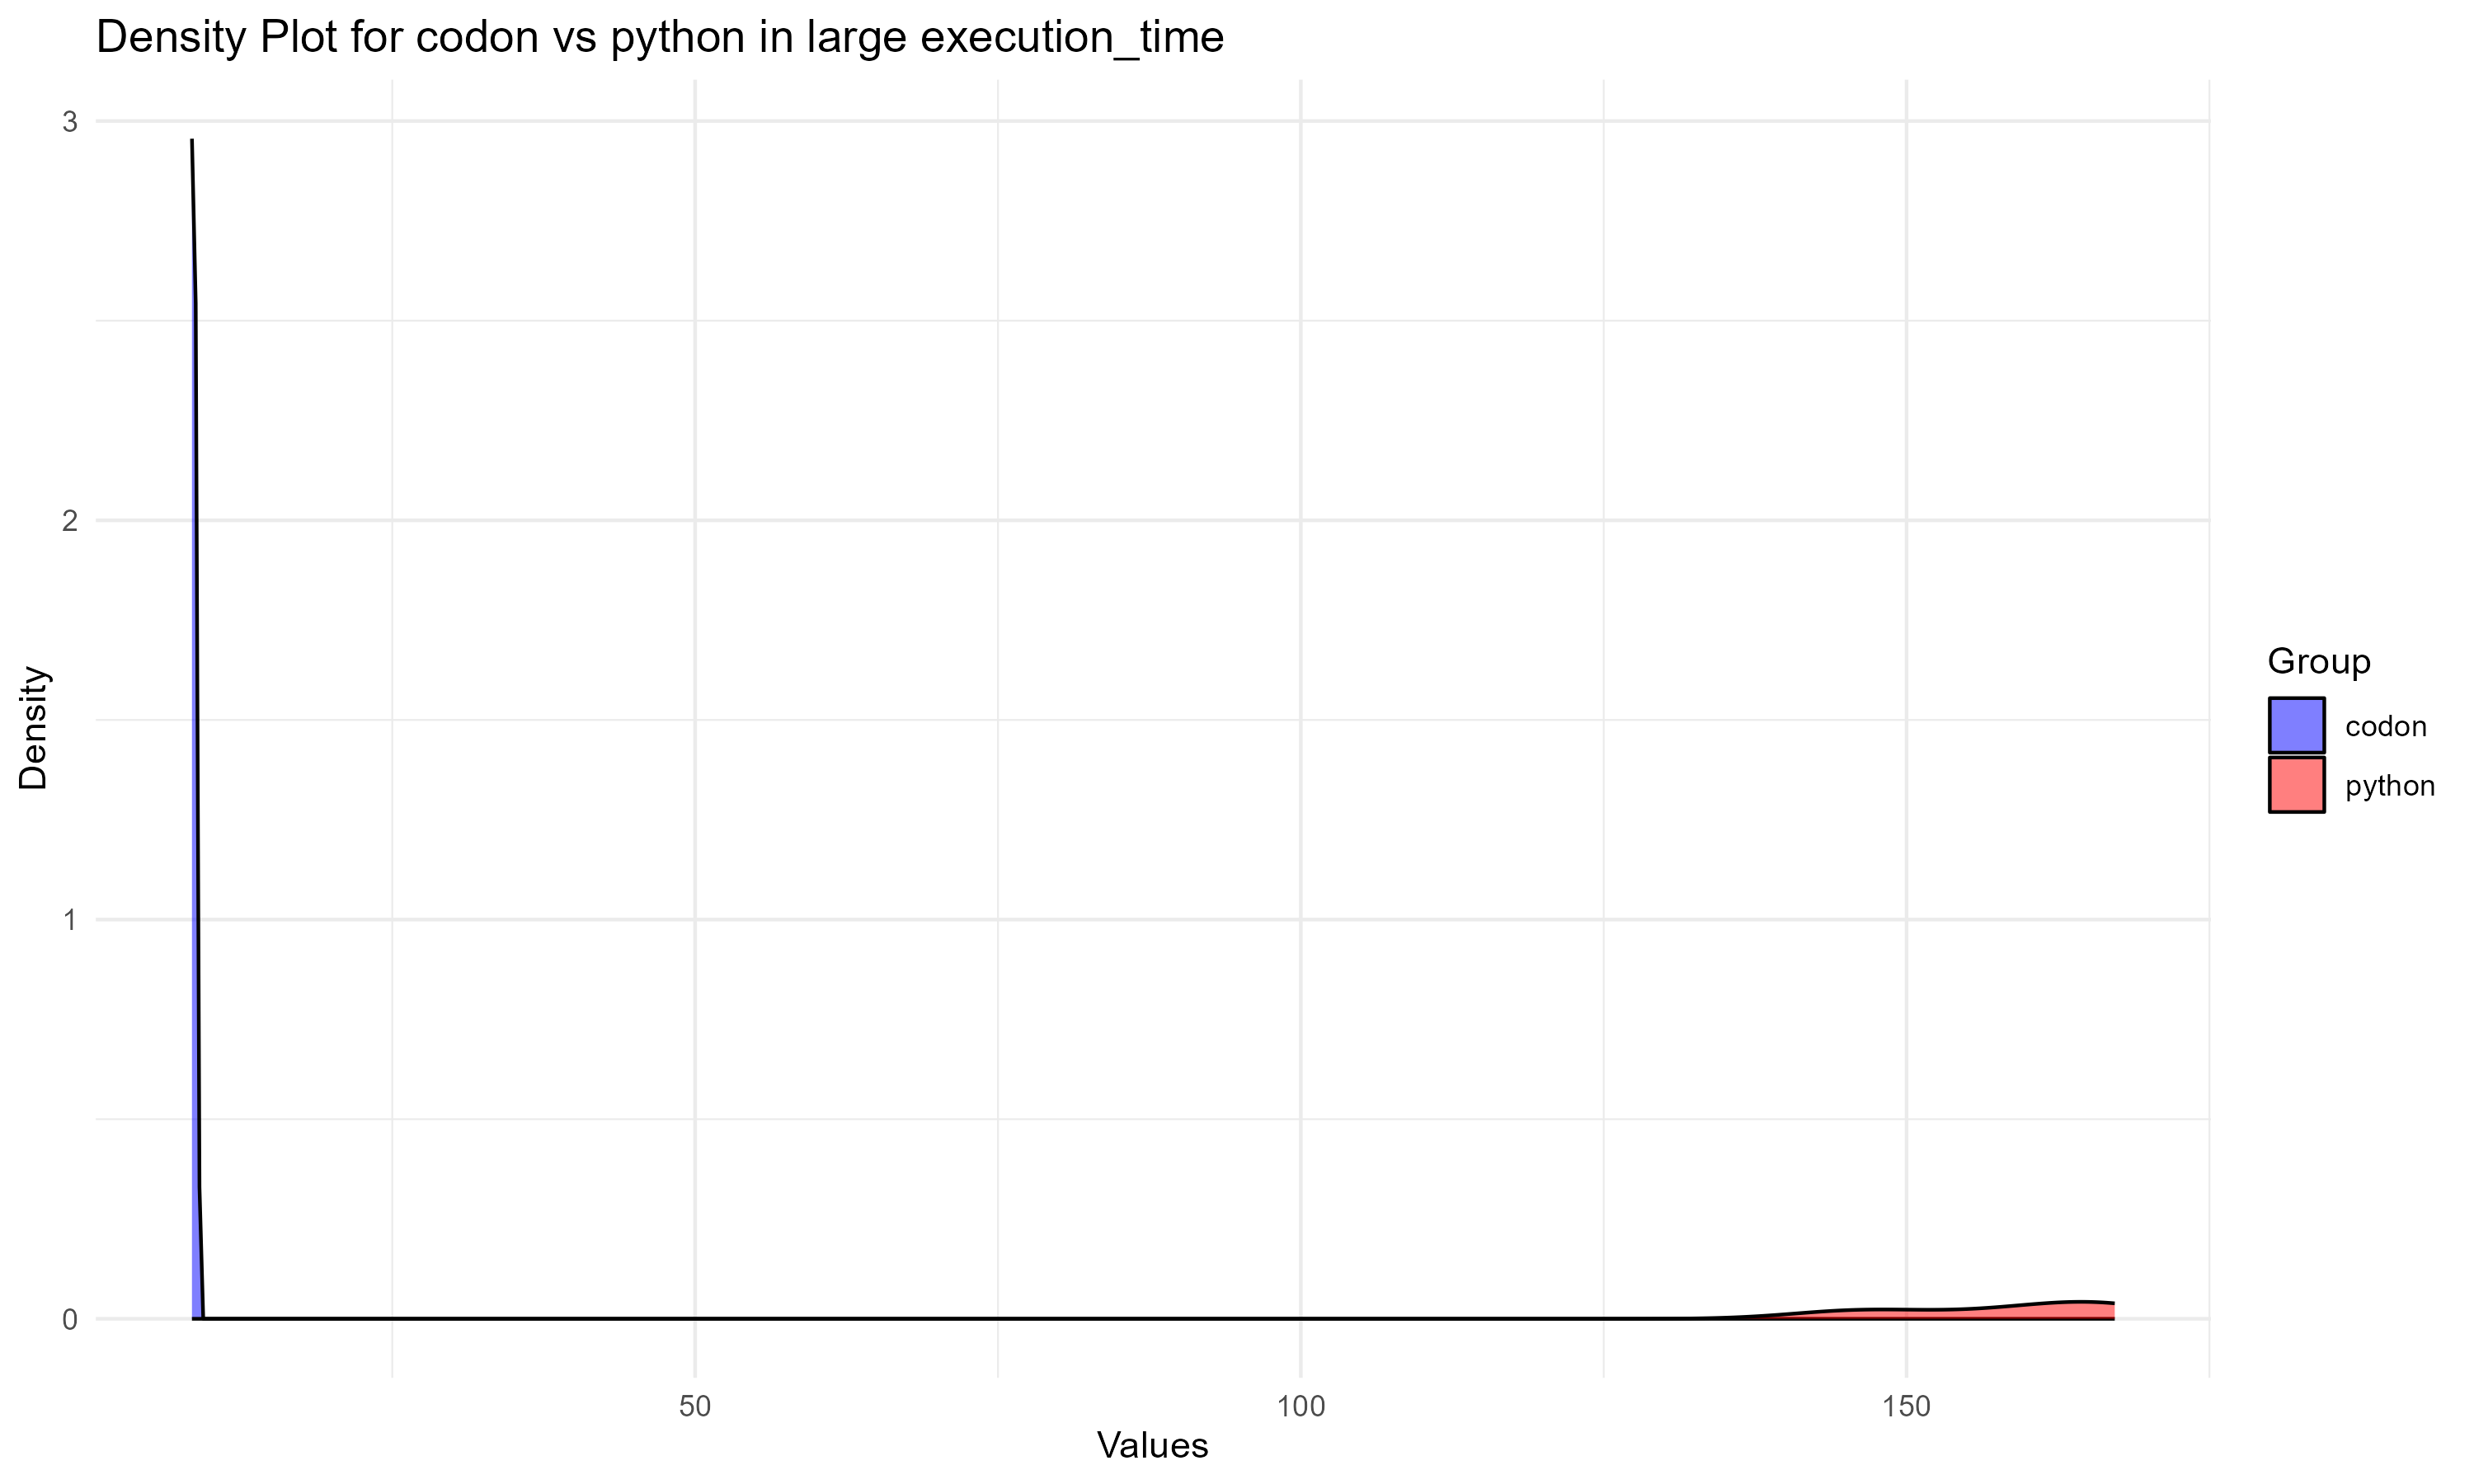 Density Plot for codon vs python in large execution_time
3
2
1
0
Density
50
100
150
Values
Group
codon
python